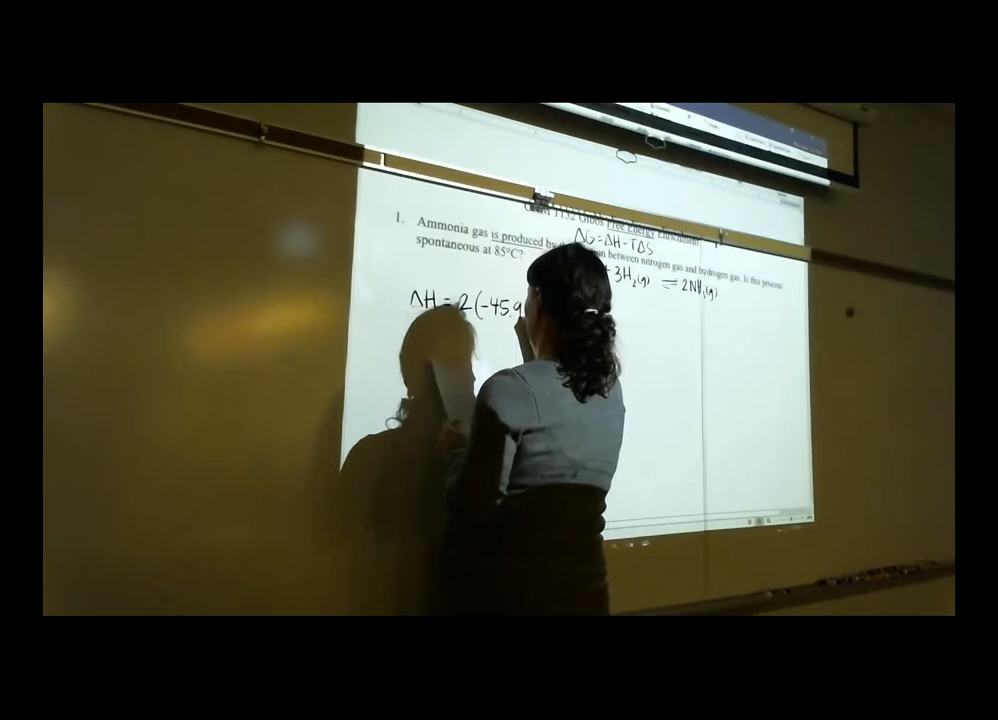 1132 Gibbs Free Energy Enrichment
ΔG=ΔH-TΔS
1. Ammonia gas is produced by between nitrogen gas and hydrogen gas. Is this process
spontaneous at 85°C?
+ 3H₂(g) ⇌ 2NH₃(g)
ΔH = 2(-45.9